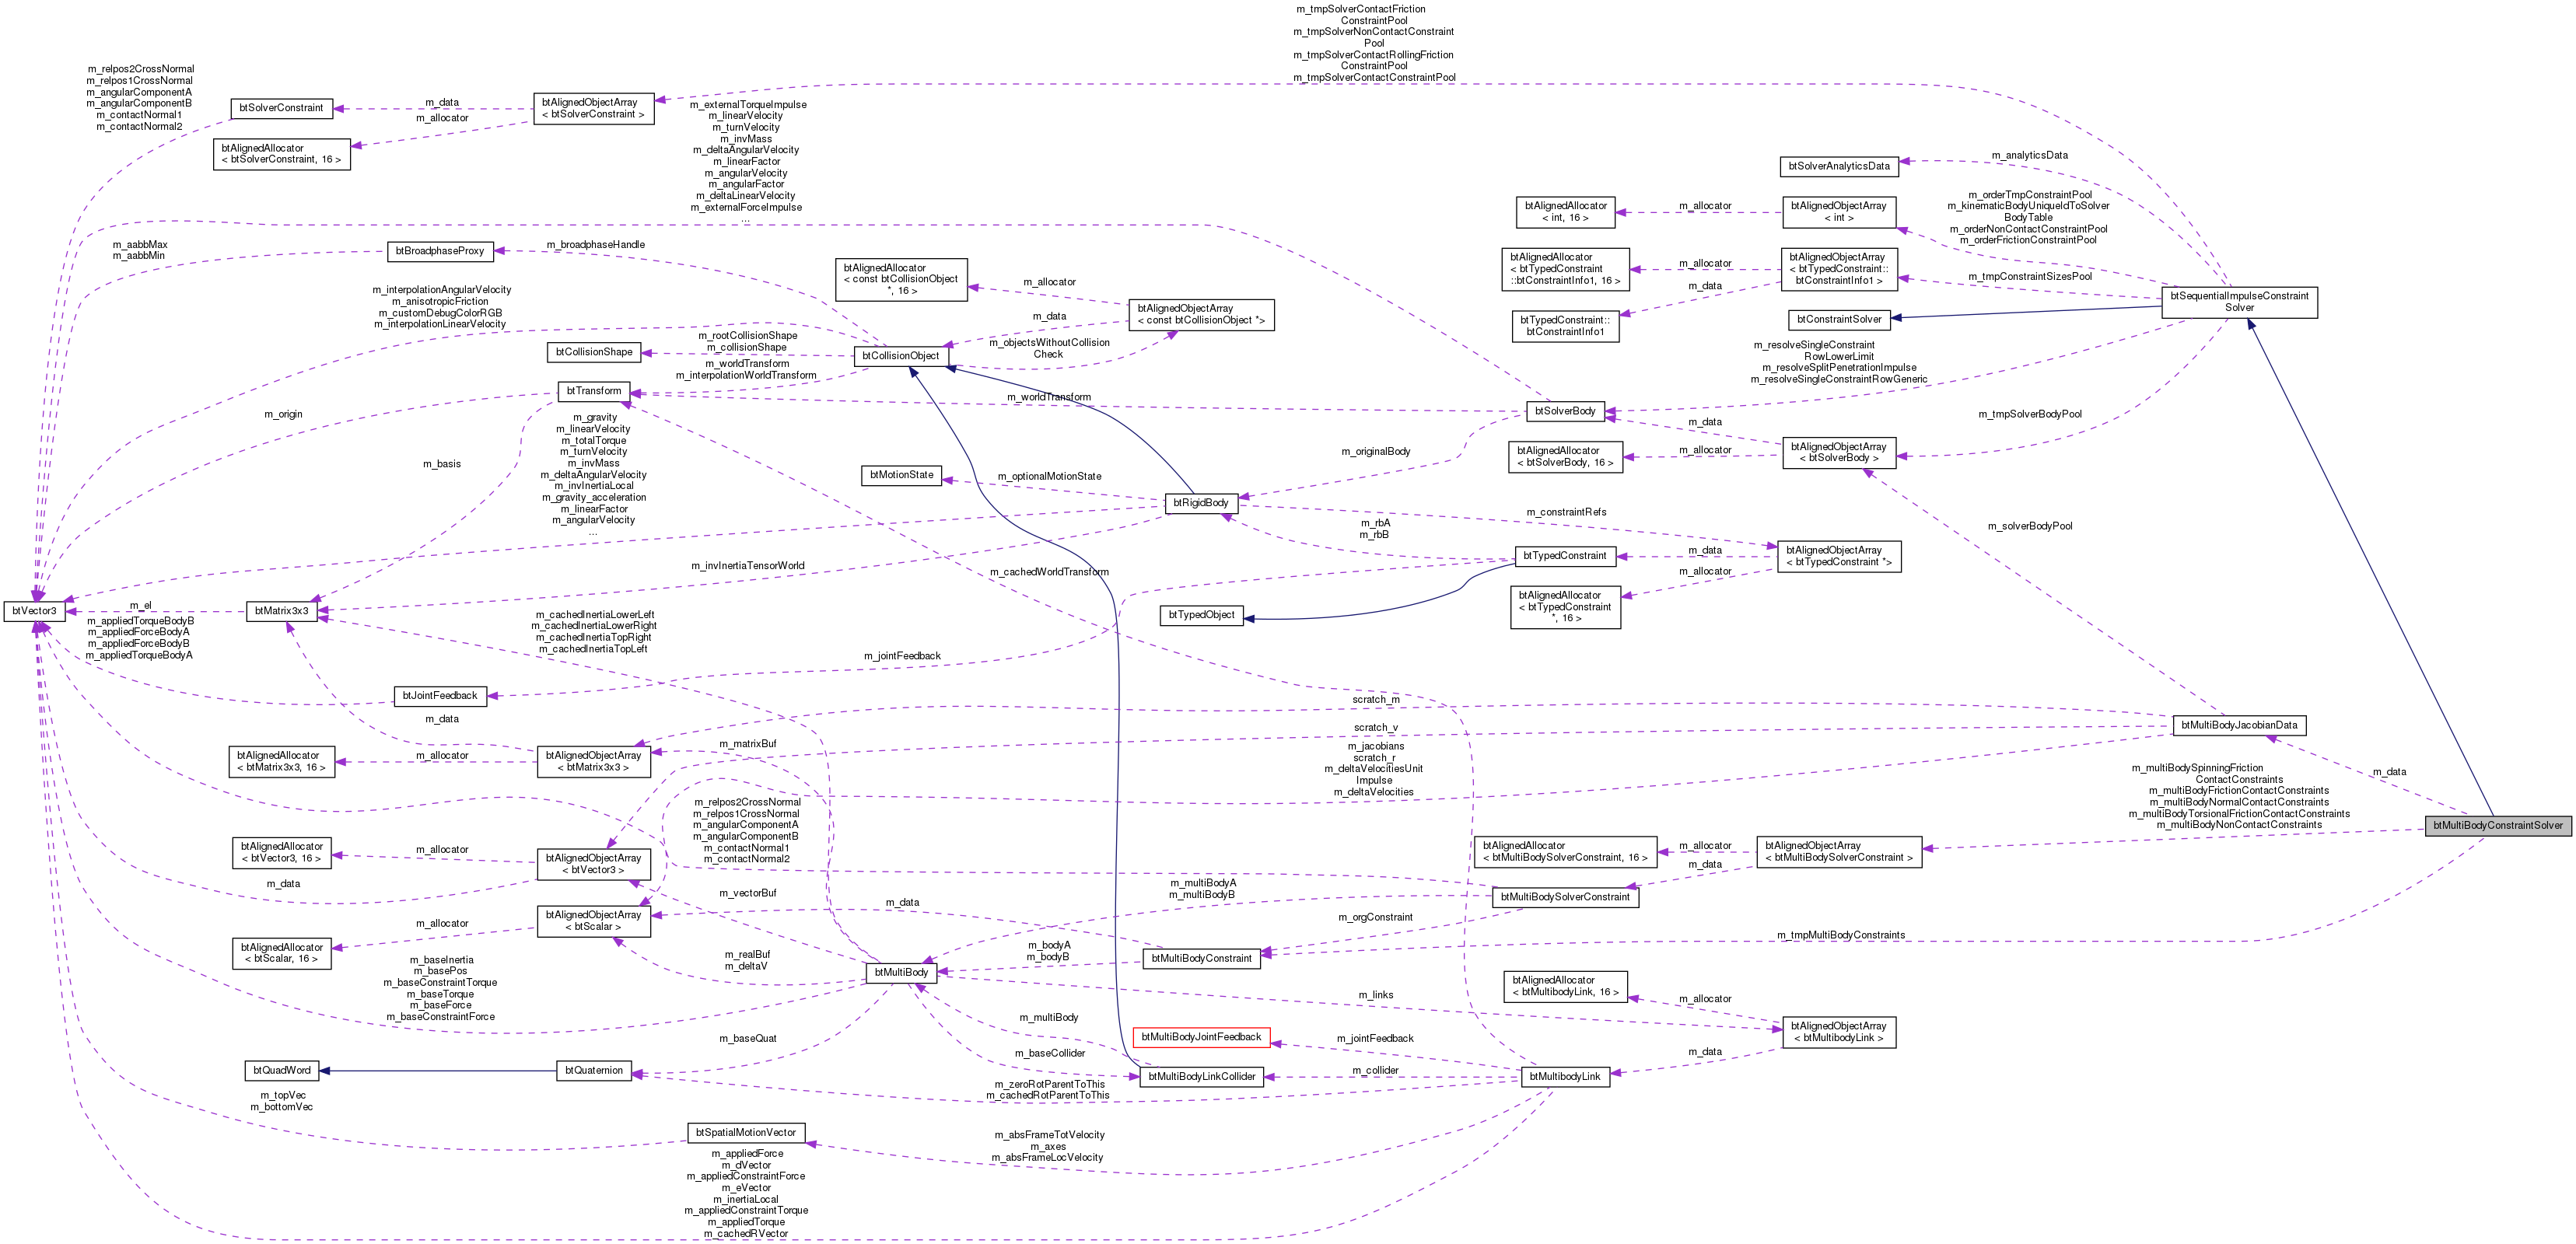 m_tmpSolverContactFriction
ConstraintPool
m_tmpSolverNonContactConstraint
Pool
m_tmpSolverContactRollingFriction
ConstraintPool
m_tmpSolverContactConstraintPool
m_relpos2CrossNormal
m_relpos1CrossNormal
m_angularComponentA
m_angularComponentB
m_contactNormal1
m_contactNormal2
btSolverConstraint
m_data
m_allocator
btAlignedObjectArray
< btSolverConstraint >
btAlignedAllocator
< btSolverConstraint, 16 >
m_externalTorqueImpulse
m_linearVelocity
m_turnVelocity
m_invMass
m_deltaAngularVelocity
m_linearFactor
m_angularVelocity
m_angularFactor
m_deltaLinearVelocity
m_externalForceImpulse
...
m_analyticsData
btSolverAnalyticsData
btAlignedAllocator
< int, 16 >
m_allocator
btAlignedObjectArray
< int >
m_orderTmpConstraintPool
m_kinematicBodyUniqueIdToSolver
BodyTable
m_orderNonContactConstraintPool
m_orderFrictionConstraintPool
m_aabbMax
m_aabbMin
btBroadphaseProxy
m_broadphaseHandle
btAlignedAllocator
< const btCollisionObject
*, 16 >
m_allocator
btAlignedAllocator
< btTypedConstraint
::btConstraintInfo1, 16 >
m_allocator
m_data
btAlignedObjectArray
< btTypedConstraint::
btConstraintInfo1 >
m_tmpConstraintSizesPool
btSequentialImpulseConstraint
Solver
m_interpolationAngularVelocity
m_anisotropicFriction
m_customDebugColorRGB
m_interpolationLinearVelocity
m_data
btAlignedObjectArray
< const btCollisionObject *>
btTypedConstraint::
btConstraintInfo1
btConstraintSolver
m_rootCollisionShape
m_collisionShape
btCollisionShape
btCollisionObject
m_objectsWithoutCollision
Check
m_worldTransform
m_interpolationWorldTransform
m_resolveSingleConstraint
RowLowerLimit
m_resolveSplitPenetrationImpulse
m_resolveSingleConstraintRowGeneric
btTransform
m_worldTransform
btSolverBody
m_tmpSolverBodyPool
m_origin
m_basis
m_gravity
m_linearVelocity
m_totalTorque
m_turnVelocity
m_invMass
m_deltaAngularVelocity
m_invInertiaLocal
m_gravity_acceleration
m_linearFactor
m_angularVelocity
...
m_data
m_allocator
btAlignedObjectArray
< btSolverBody >
btAlignedAllocator
< btSolverBody, 16 >
m_originalBody
btMotionState
m_optionalMotionState
btRigidBody
m_constraintRefs
m_rbA
m_rbB
m_solverBodyPool
btTypedConstraint
m_data
m_allocator
btAlignedObjectArray
< btTypedConstraint *>
btAlignedAllocator
< btTypedConstraint
*, 16 >
m_invInertiaTensorWorld
m_cachedWorldTransform
btTypedObject
btVector3
m_el
btMatrix3x3
m_cachedInertiaLowerLeft
m_cachedInertiaLowerRight
m_cachedInertiaTopRight
m_cachedInertiaTopLeft
m_appliedTorqueBodyB
m_appliedForceBodyA
m_appliedForceBodyB
m_appliedTorqueBodyA
m_jointFeedback
btJointFeedback
scratch_m
btMultiBodyJacobianData
m_data
m_data
m_matrixBuf
scratch_v
btAlignedAllocator
< btMatrix3x3, 16 >
m_allocator
btAlignedObjectArray
< btMatrix3x3 >
m_jacobians
scratch_r
m_deltaVelocitiesUnit
Impulse
m_deltaVelocities
m_multiBodySpinningFriction
ContactConstraints
m_multiBodyFrictionContactConstraints
m_multiBodyNormalContactConstraints
m_multiBodyTorsionalFrictionContactConstraints
m_multiBodyNonContactConstraints
btMultiBodyConstraintSolver
m_relpos2CrossNormal
m_relpos1CrossNormal
m_angularComponentA
m_angularComponentB
m_contactNormal1
m_contactNormal2
btAlignedAllocator
< btVector3, 16 >
m_allocator
btAlignedObjectArray
< btVector3 >
btAlignedAllocator
< btMultiBodySolverConstraint, 16 >
m_allocator
m_data
btAlignedObjectArray
< btMultiBodySolverConstraint >
m_data
m_vectorBuf
m_multiBodyA
m_multiBodyB
btMultiBodySolverConstraint
m_data
m_orgConstraint
m_allocator
btAlignedObjectArray
< btScalar >
btAlignedAllocator
< btScalar, 16 >
m_tmpMultiBodyConstraints
m_realBuf
m_deltaV
m_bodyA
m_bodyB
btMultiBodyConstraint
btMultiBody
m_baseInertia
m_basePos
m_baseConstraintTorque
m_baseTorque
m_baseForce
m_baseConstraintForce
m_links
btAlignedAllocator
< btMultibodyLink, 16 >
m_allocator
btAlignedObjectArray
< btMultibodyLink >
m_multiBody
btMultiBodyJointFeedback
m_jointFeedback
m_baseQuat
m_baseCollider
m_data
btQuadWord
btQuaternion
btMultiBodyLinkCollider
m_collider
btMultibodyLink
m_zeroRotParentToThis
m_cachedRotParentToThis
m_topVec
m_bottomVec
btSpatialMotionVector
m_absFrameTotVelocity
m_axes
m_absFrameLocVelocity
m_appliedForce
m_dVector
m_appliedConstraintForce
m_eVector
m_inertiaLocal
m_appliedConstraintTorque
m_appliedTorque
m_cachedRVector